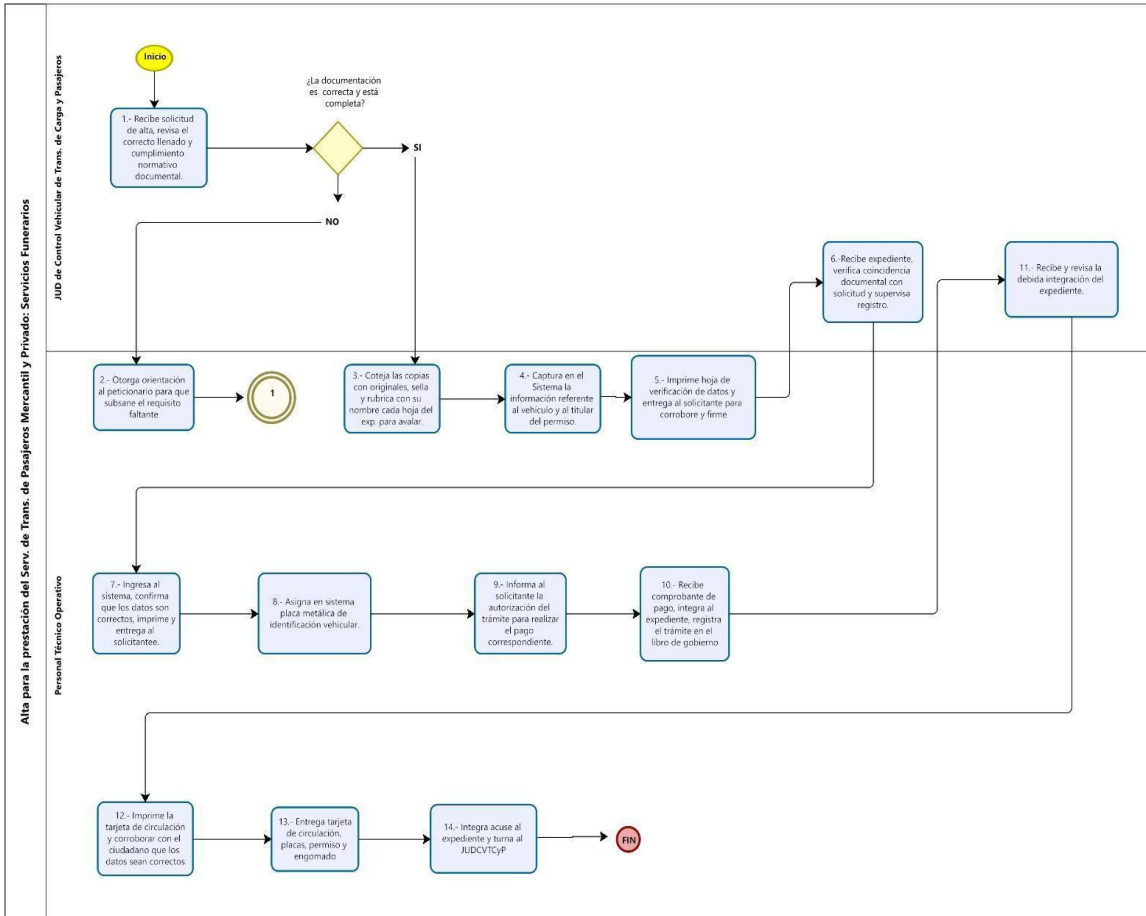 Alta para la prestación del Serv. de Trans. de Pasajeros Mercantil y Privado: Servicios Funerarios
JUD de Control Vehicular de Trans. de Carga y Pasajeros
Inicio
¿La documentación
es correcta y está
completa?
1.- Recibe solicitud
de alta, revisa el
correcto llenado y
cumplimiento
normativo
documental.
SI
NO
6.-Recibe expediente,
verifica coincidencia
documental con
solicitud y supervisa
registro.
11.- Recibe y revisa la
debida integración del
expediente.
Personal Técnico Operativo
2.- Otorga orientación
al peticionario para que
subsane el requisito
faltante
1
3.- Coteja las copias
con originales, sella
y rubrica con su
nombre cada hoja del
exp. para avalar.
4.- Captura en el
Sistema la
información referente
al vehículo y al titular
del permiso.
5.- Imprime hoja de
verificación de datos y
entrega al solicitante para
corrobore y firme
7.- Ingresa al
sistema, confirma
que los datos son
correctos, imprime y
entrega al
solicitantee.
8.- Asigna en sistema
placa metálica de
identificación vehicular.
9.- Informa al
solicitante la
autorización del
trámite para realizar
el pago
correspondiente.
10.- Recibe
comprobante de
pago, integra al
expediente, registra
el trámite en el
libro de gobierno
12.- Imprime la
tarjeta de circulación
y corroborar con el
ciudadano que los
datos sean correctos
13.- Entrega tarjeta
de circulación,
placas, permiso y
engomado
14.- Integra acuse al
expediente y turna al
JUDCVTCyP
FIN